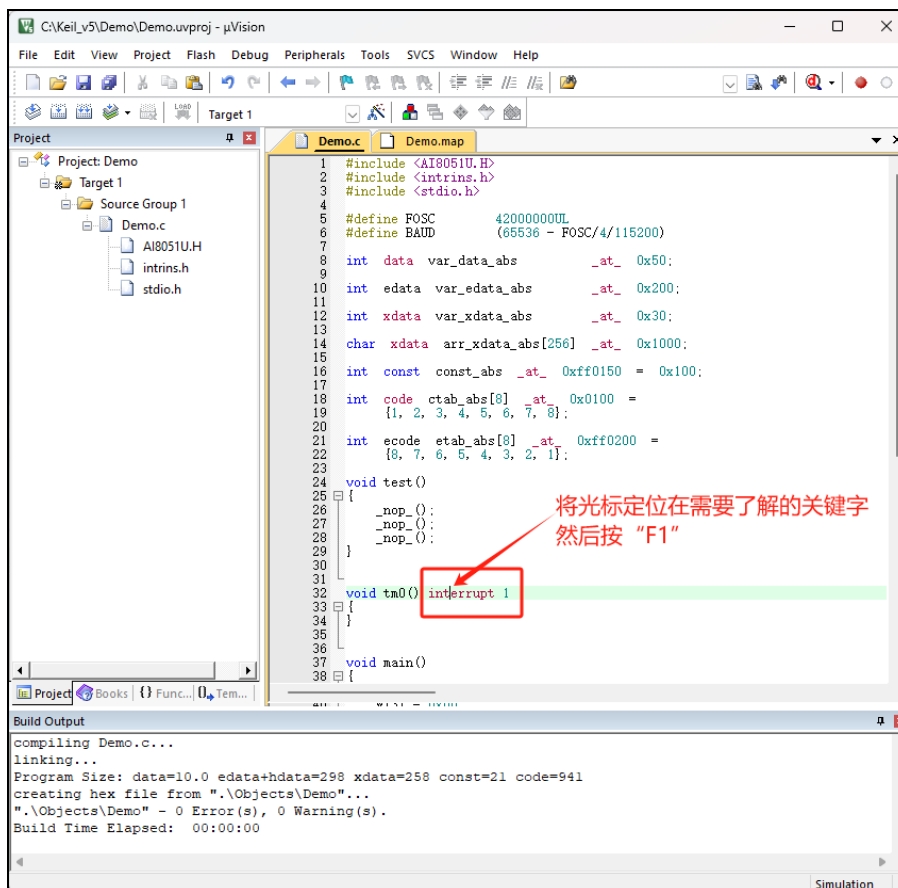 C:\Keil_v5\Demo\Demo.uvproj - µVision
File Edit View Project Flash Debug Peripherals Tools SVCS Window Help
LOAD
Target 1
Project
Project: Demo
Target 1
Source Group 1
Demo.c
AI8051U.H
intrins.h
stdio.h
Project Books {} Func... 0 Tem...
Demo.c Demo.map
1 #include <AI8051U.H>
2 #include <intrins.h>
3 #include <stdio.h>
4
5 #define FOSC 42000000UL
6 #define BAUD (65536 - FOSC/4/115200)
7
8 int data var_data_abs _at_ 0x50;
9
10 int edata var_edata_abs _at_ 0x200;
11
12 int xdata var_xdata_abs _at_ 0x30;
13
14 char xdata arr_xdata_abs[256] _at_ 0x1000;
15
16 int const const_abs _at_ 0xff0150 = 0x100;
17
18 int code ctab_abs[8] _at_ 0x0100 =
19 {1, 2, 3, 4, 5, 6, 7, 8};
20
21 int ecode etab_abs[8] _at_ 0xff0200 =
22 {8, 7, 6, 5, 4, 3, 2, 1};
23
24 void test()
25 {
26 _nop_();
27 _nop_();
28 _nop_();
29 }
30
31
32 void tm0() interrupt 1
33 {
34 }
35
36
37 void main()
38 {
将光标定位在需要了解的关键字
然后按“F1”
Build Output
compiling Demo.c...
linking...
Program Size: data=10.0 edata+hdata=298 xdata=258 const=21 code=941
creating hex file from ".\Objects\Demo"...
".\Objects\Demo" - 0 Error(s), 0 Warning(s).
Build Time Elapsed: 00:00:00
Simulation